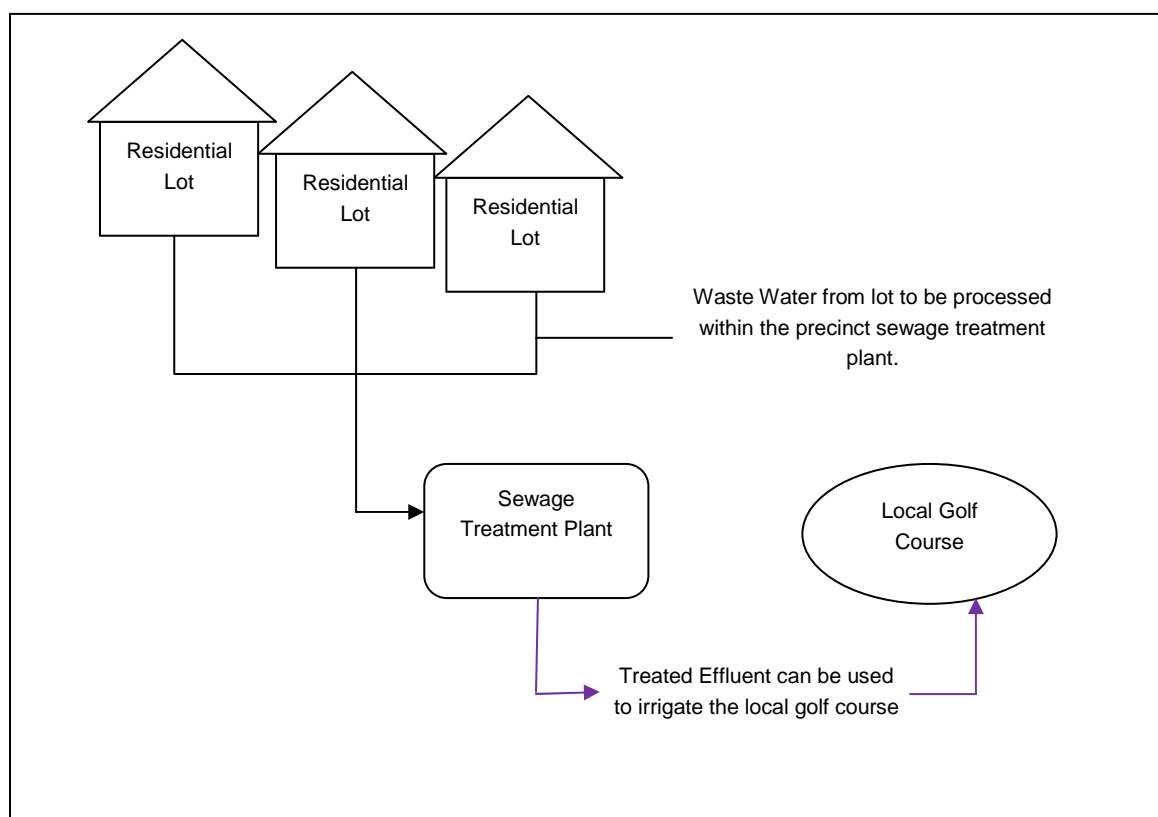 Residential
Lot
Residential
Lot
Residential
Lot
Waste Water from lot to be processed
within the precinct sewage treatment
plant.
Sewage
Treatment Plant
Local Golf
Course
Treated Effluent can be used
to irrigate the local golf course